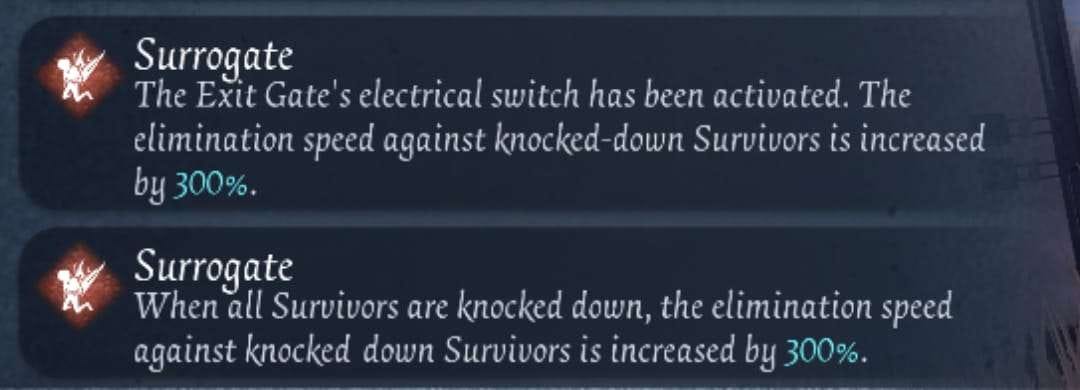 Surrogate
The Exit Gate's electrical switch has been activated. The
elimination speed against knocked-down Survivors is increased
by 300%.
Surrogate
When all Survivors are knocked down, the elimination speed
against knocked down Survivors is increased by 300%.